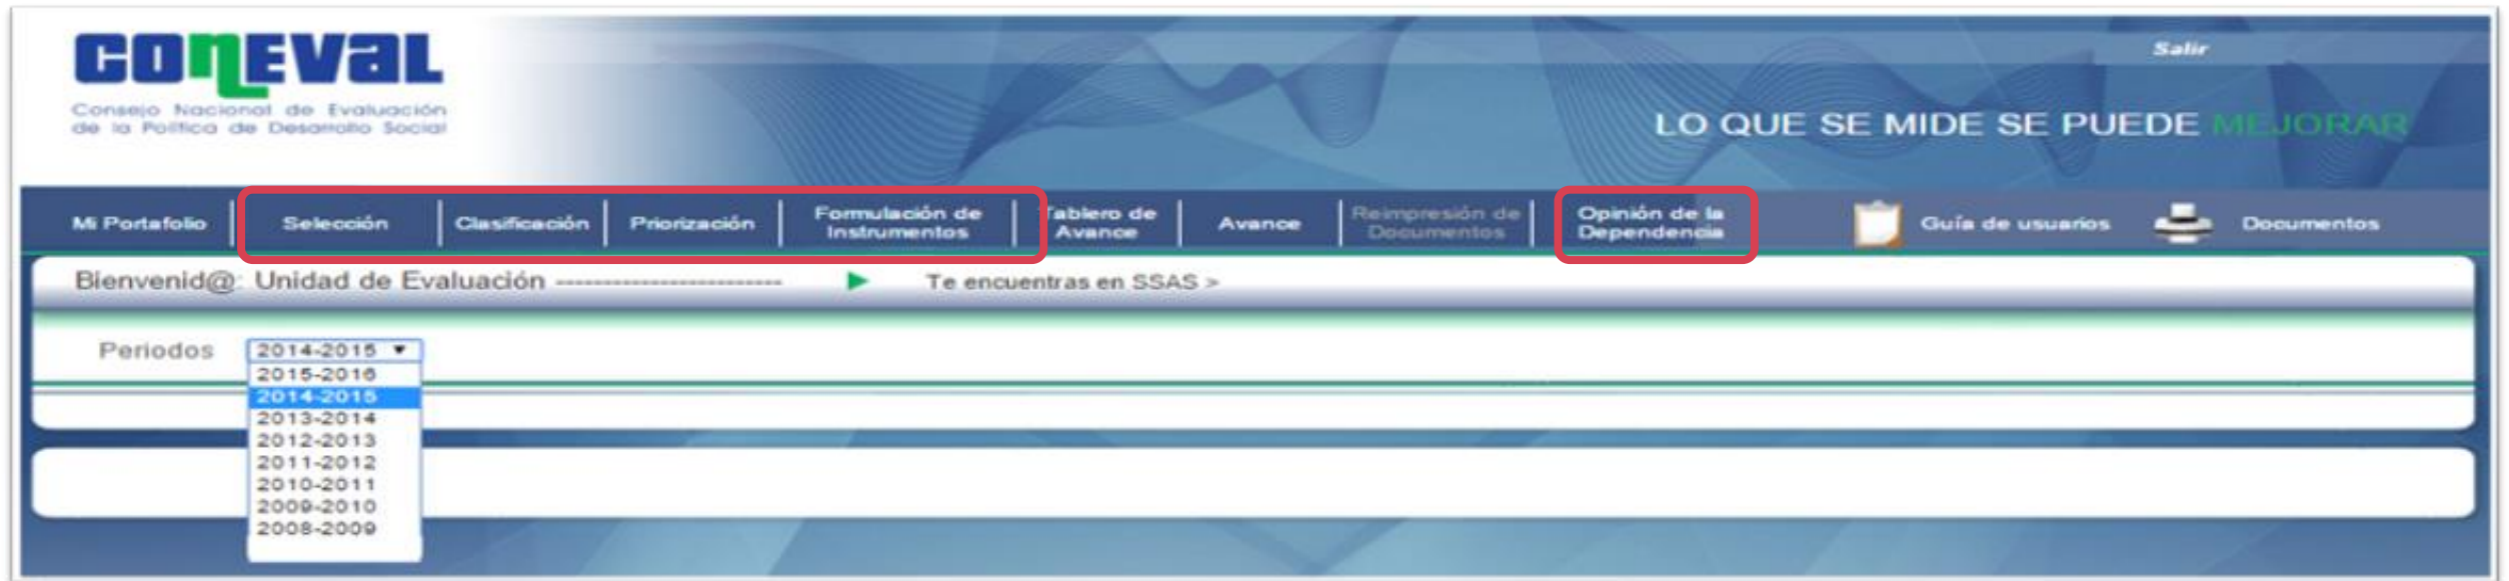 coneval
Consejo Nacional de Evaluación
de la Política de Desarrollo Social
Salir
LO QUE SE MIDE SE PUEDE MEJORAR
Mi Portafolio
Selección
Clasificación
Priorización
Formulación de
Instrumentos
Tablero de
Avance
Avance
Reimpresión de
Documentos
Opinión de la
Dependencia
Guía de usuarios
Documentos
Bienvenid@: Unidad de Evaluación ------------------------
Te encuentras en SSAS >
Periodos
2014-2015
2015-2016
2014-2015
2013-2014
2012-2013
2011-2012
2010-2011
2009-2010
2008-2009